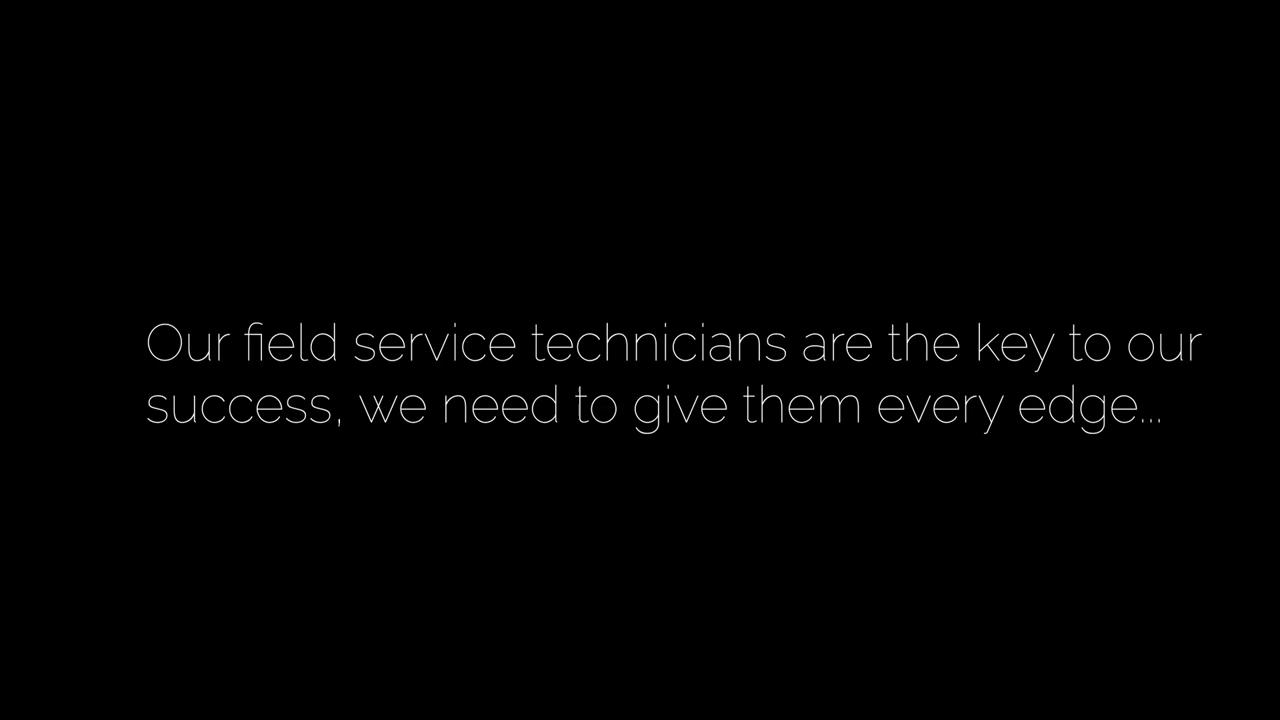 Our field service technicians are the key to our
success, we need to give them every edge...